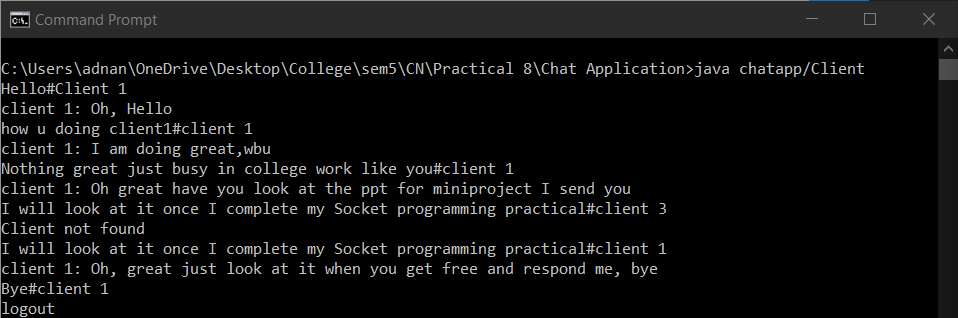 Command Prompt
C:\Users\adnan\OneDrive\Desktop\College\sem5\CN\Practical 8\Chat Application>java chatapp/Client
Hello#Client 1
client 1: Oh, Hello
how u doing client1#client 1
client 1: I am doing great,wbu
Nothing great just busy in college work like you#client 1
client 1: Oh great have you look at the ppt for miniproject I send you
I will look at it once I complete my Socket programming practical#client 3
Client not found
I will look at it once I complete my Socket programming practical#client 1
client 1: Oh, great just look at it when you get free and respond me, bye
Bye#client 1
logout